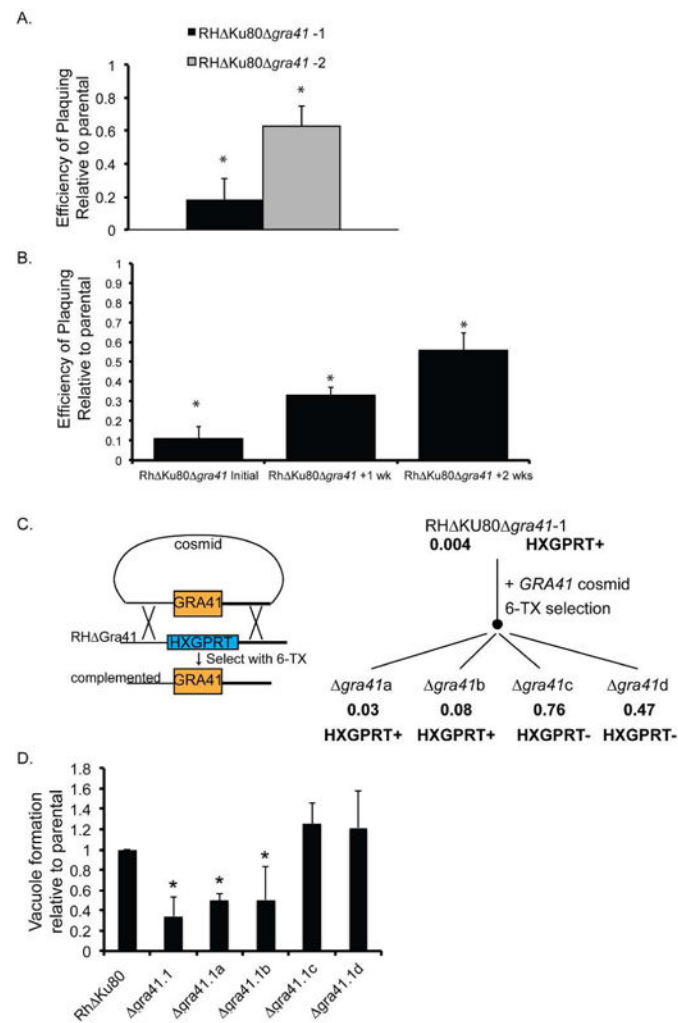 A.
RHΔKu80Δgra41 -1
RHΔKu80Δgra41 -2
Efficiency of Plaquing
Relative to parental
1
0.8
0.6
0.4
0.2
0
*
*
B.
Efficiency of Plaquing
Relative to parental
1
0.9
0.8
0.7
0.6
0.5
0.4
0.3
0.2
0.1
0
*
*
*
RhΔKu80Δgra41 Initial
RhΔKu80Δgra41 +1 wk
RhΔKu80Δgra41 +2 wks
C.
cosmid
GRA41
RHΔGra41
HXGPRT
↓ Select with 6-TX
complemented
GRA41
RHΔKU80Δgra41-1
0.004 HXGPRT+
+ GRA41 cosmid
6-TX selection
Δgra41a Δgra41b Δgra41c Δgra41d
0.03 0.08 0.76 0.47
HXGPRT+ HXGPRT+ HXGPRT- HXGPRT-
D.
Vacuole formation
relative to parental
1.8
1.6
1.4
1.2
1
0.8
0.6
0.4
0.2
0
*
*
*
RhΔKu80
Δgra41.1
Δgra41.1a
Δgra41.1b
Δgra41.1c
Δgra41.1d